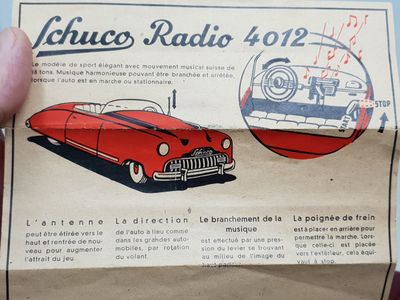 Schuco Radio 4012
Le modèle de sport élégant avec mouvement musical suisse de
18 tons. Musique harmonieuse pouvant être branchée et arrêtée,
lorsque l'auto est en marche ou stationnaire.
STOP
Schuco
L'antenne
peut être étirée vers le
haut et rentrée de nou-
veau pour augmenter
l'attrait du jeu.
La direction
de l'auto a lieu comme
dans les grandes auto-
mobiles, par rotation
du volant.
Le branchement de la
musique
est effectué par une pres-
sion du levier se trouvant
au milieu de l'image du
haut parleur.
La poignée de frein
est à placer en arrière pour
permettre la marche. Lors-
que celle-ci est placée
vers l'extérieur, cela équi-
vaut à stop.